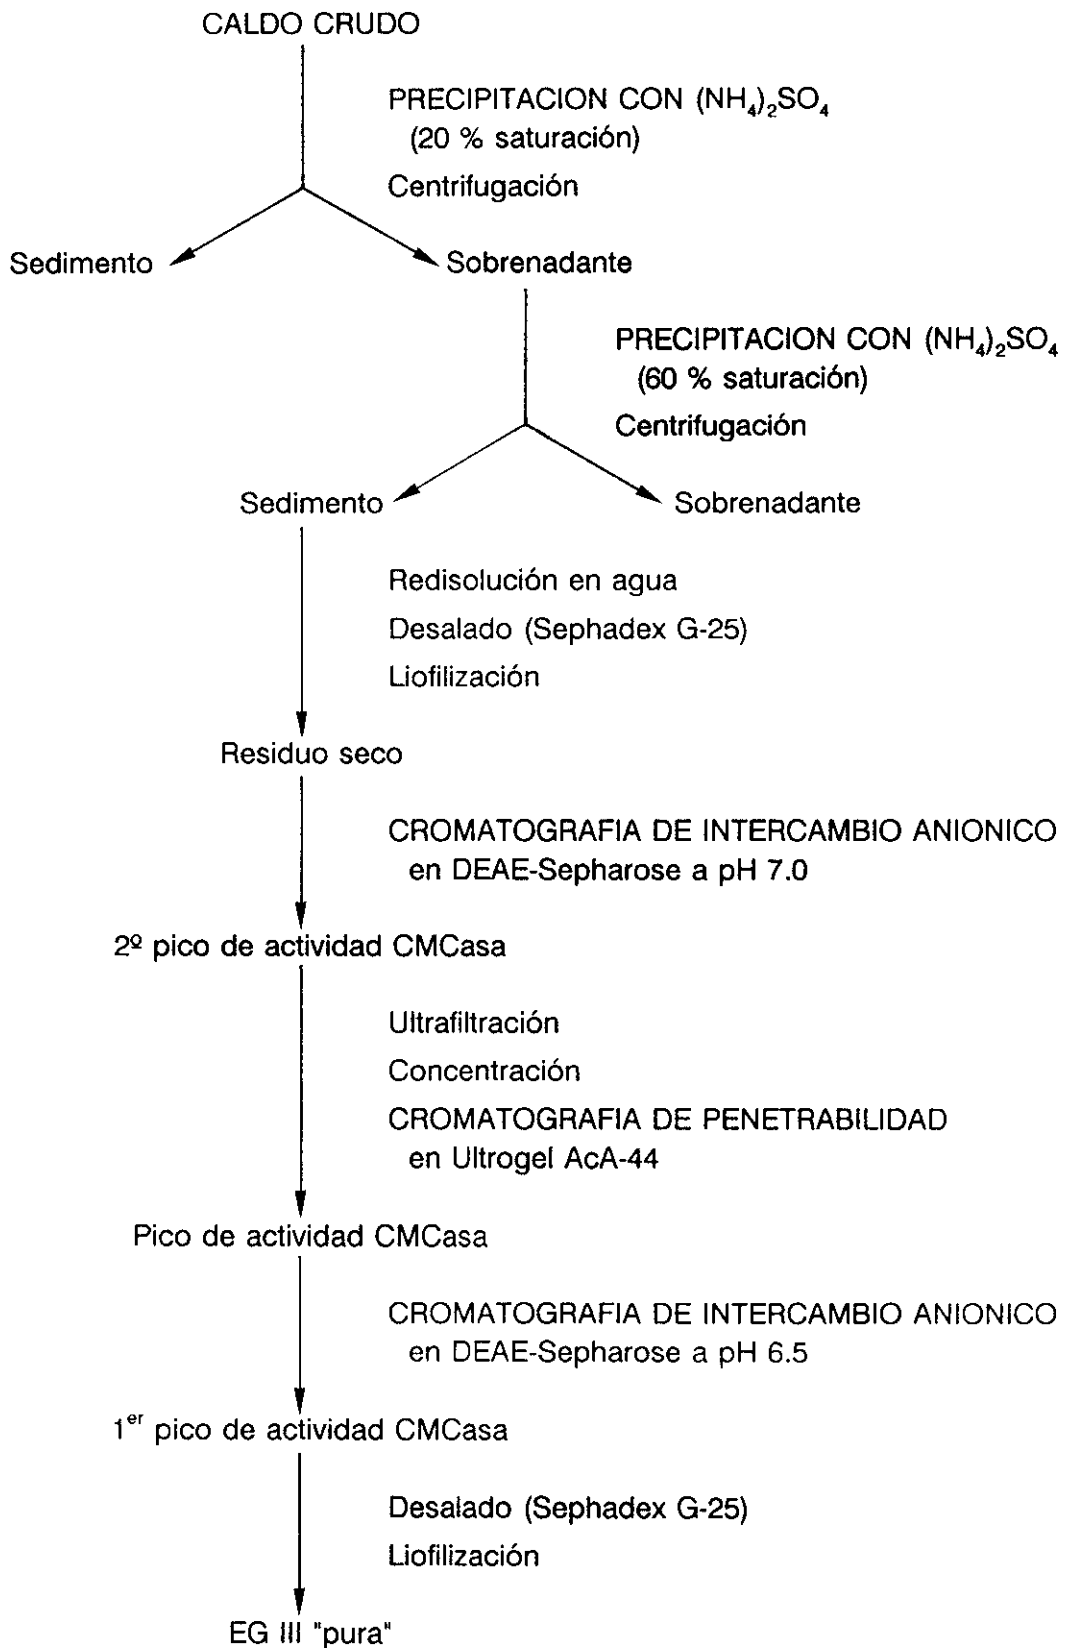 CALDO CRUDO
PRECIPITACION CON (NH₄)₂SO₄
(20 % saturación)
Centrifugación
Sedimento
Sobrenadante
PRECIPITACION CON (NH₄)₂SO₄
(60 % saturación)
Centrifugación
Sedimento
Sobrenadante
Redisolución en agua
Desalado (Sephadex G-25)
Liofilización
Residuo seco
CROMATOGRAFIA DE INTERCAMBIO ANIONICO
en DEAE-Sepharose a pH 7.0
2º pico de actividad CMCasa
Ultrafiltración
Concentración
CROMATOGRAFIA DE PENETRABILIDAD
en Ultrogel AcA-44
Pico de actividad CMCasa
CROMATOGRAFIA DE INTERCAMBIO ANIONICO
en DEAE-Sepharose a pH 6.5
1ᵉʳ pico de actividad CMCasa
Desalado (Sephadex G-25)
Liofilización
EG III "pura"